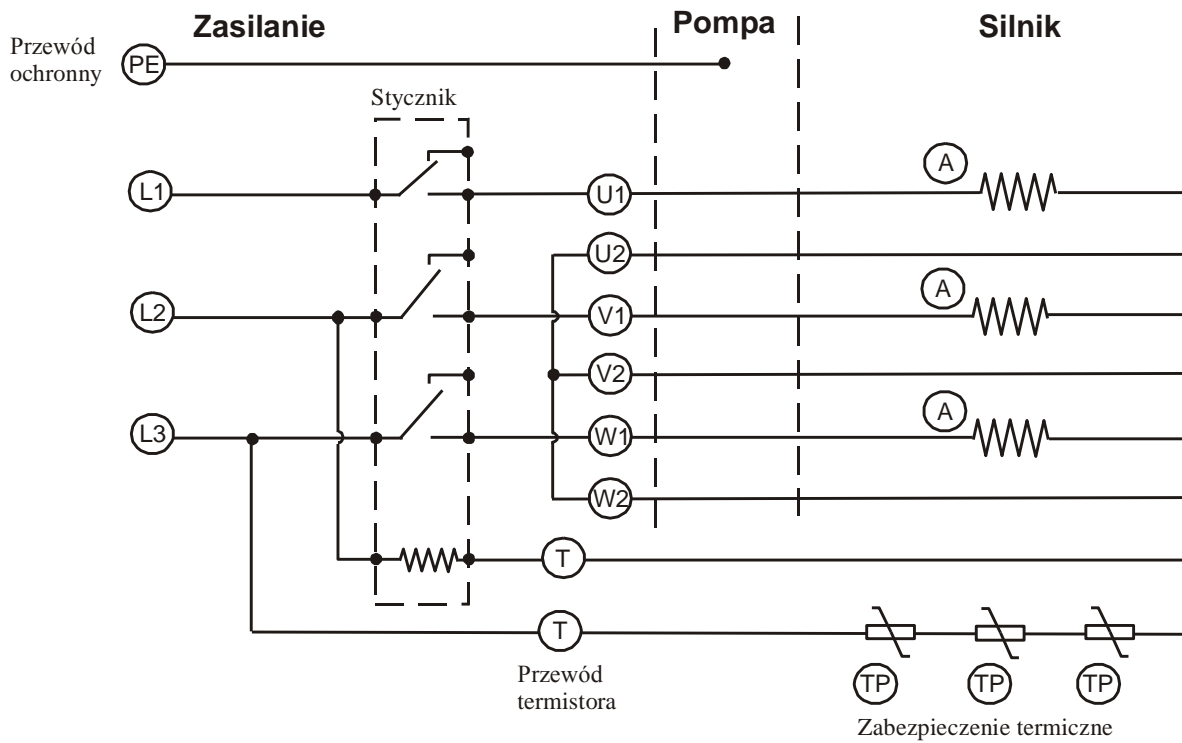 Zasilanie
Pompa
Silnik
Przewód
ochronny
PE
Stycznik
L1
U1
A
U2
L2
V1
A
V2
L3
W1
A
W2
T
T
Przewód
termistora
TP
TP
TP
Zabezpieczenie termiczne